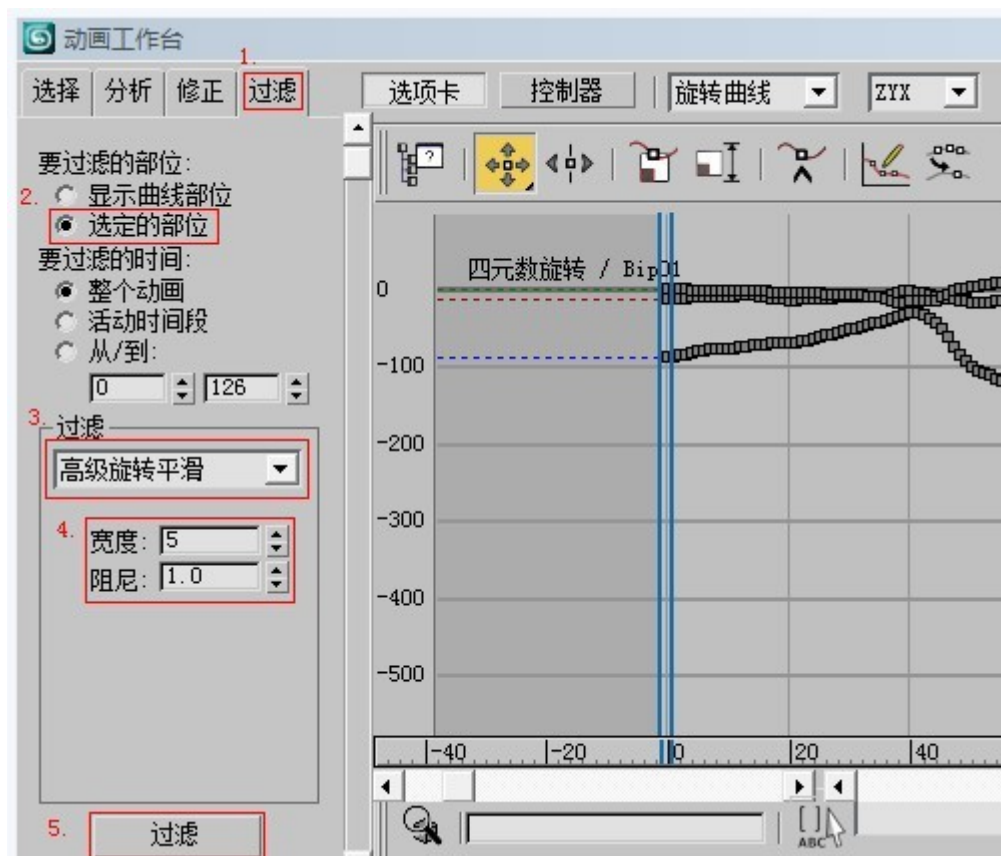 动画工作台
1.
选择 分析 修正 过滤 选项卡 控制器 旋转曲线 ZYX
要过滤的部位:
2. 显示曲线部位
选定的部位
要过滤的时间:
整个动画
活动时间段
从/到:
0 126
3. 过滤
高级旋转平滑
4. 宽度: 5
阻尼: 1.0
5. 过滤
?
四元数旋转 / Bip01
0
-100
-200
-300
-400
-500
-40 -20 0 20 40
[ ]
ABC